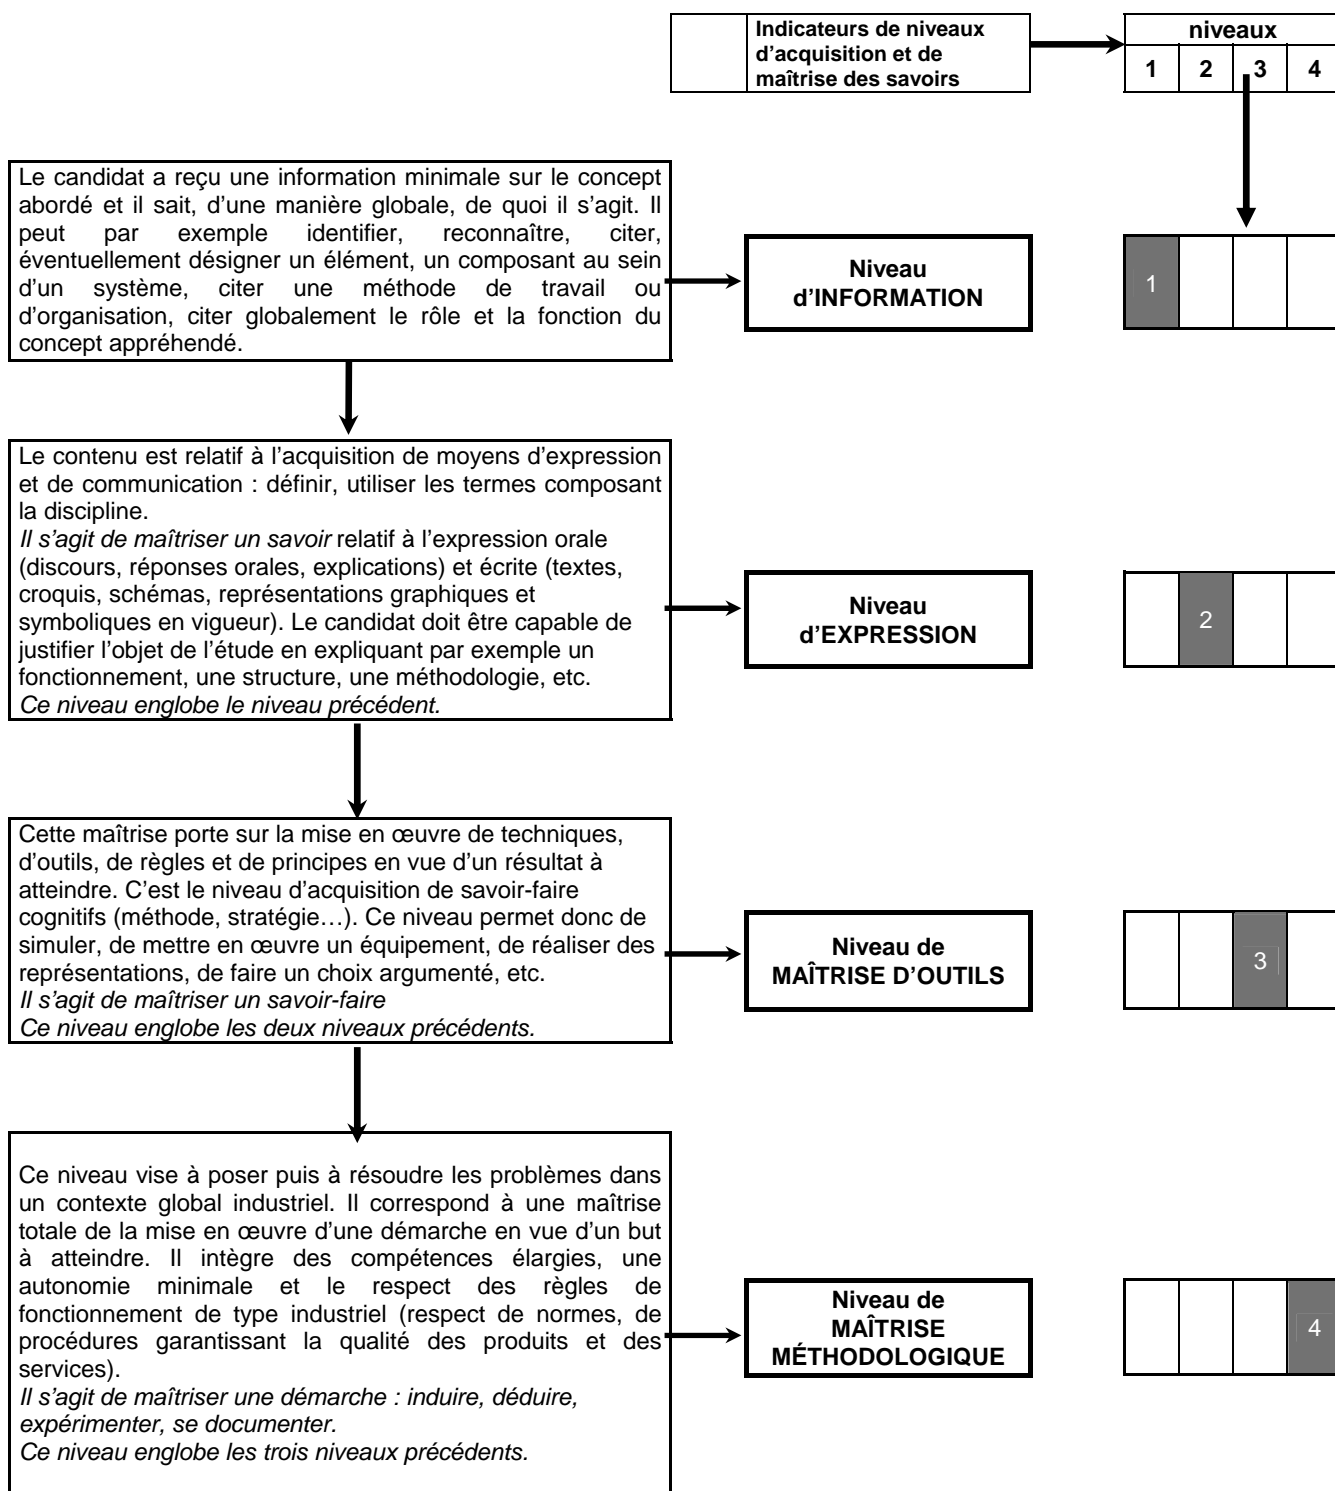 Indicateurs de niveaux
d’acquisition et de
maîtrise des savoirs
niveaux
1 2 3 4
Le candidat a reçu une information minimale sur le concept
abordé et il sait, d’une manière globale, de quoi il s’agit. Il
peut par exemple identifier, reconnaître, citer,
éventuellement désigner un élément, un composant au sein
d’un système, citer une méthode de travail ou
d’organisation, citer globalement le rôle et la fonction du
concept appréhendé.
Niveau
d’INFORMATION
1
Le contenu est relatif à l’acquisition de moyens d’expression
et de communication : définir, utiliser les termes composant
la discipline.
Il s’agit de maîtriser un savoir relatif à l’expression orale
(discours, réponses orales, explications) et écrite (textes,
croquis, schémas, représentations graphiques et
symboliques en vigueur). Le candidat doit être capable de
justifier l’objet de l’étude en expliquant par exemple un
fonctionnement, une structure, une méthodologie, etc.
Ce niveau englobe le niveau précédent.
Niveau
d’EXPRESSION
2
Cette maîtrise porte sur la mise en œuvre de techniques,
d’outils, de règles et de principes en vue d’un résultat à
atteindre. C’est le niveau d’acquisition de savoir-faire
cognitifs (méthode, stratégie…). Ce niveau permet donc de
simuler, de mettre en œuvre un équipement, de réaliser des
représentations, de faire un choix argumenté, etc.
Il s’agit de maîtriser un savoir-faire
Ce niveau englobe les deux niveaux précédents.
Niveau de
MAÎTRISE D’OUTILS
3
Ce niveau vise à poser puis à résoudre les problèmes dans
un contexte global industriel. Il correspond à une maîtrise
totale de la mise en œuvre d’une démarche en vue d’un but
à atteindre. Il intègre des compétences élargies, une
autonomie minimale et le respect des règles de
fonctionnement de type industriel (respect de normes, de
procédures garantissant la qualité des produits et des
services).
Il s’agit de maîtriser une démarche : induire, déduire,
expérimenter, se documenter.
Ce niveau englobe les trois niveaux précédents.
Niveau de
MAÎTRISE
MÉTHODOLOGIQUE
4